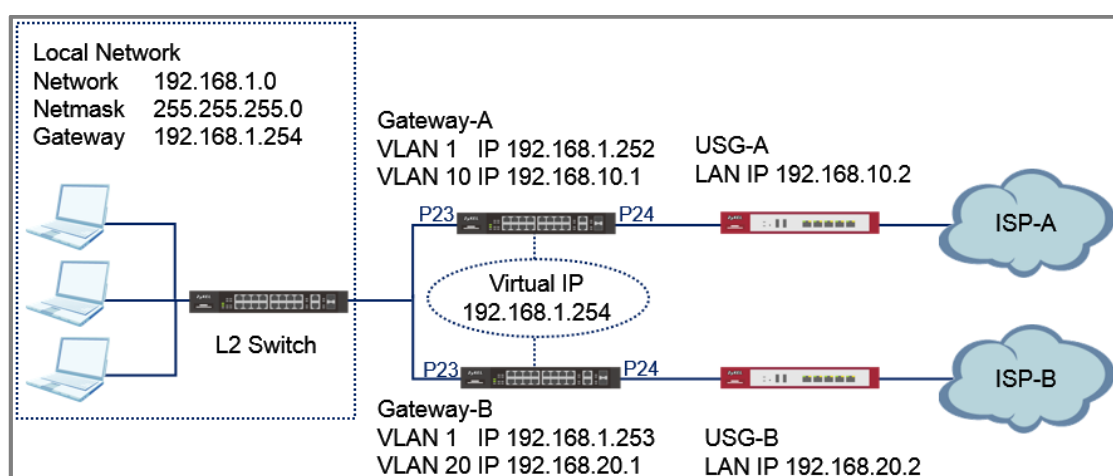 Local Network
Network 192.168.1.0
Netmask 255.255.255.0
Gateway 192.168.1.254
L2 Switch
Gateway-A
VLAN 1 IP 192.168.1.252
VLAN 10 IP 192.168.10.1
USG-A
LAN IP 192.168.10.2
P23
P24
ISP-A
Virtual IP
192.168.1.254
P23
P24
ISP-B
Gateway-B
VLAN 1 IP 192.168.1.253
VLAN 20 IP 192.168.20.1
USG-B
LAN IP 192.168.20.2